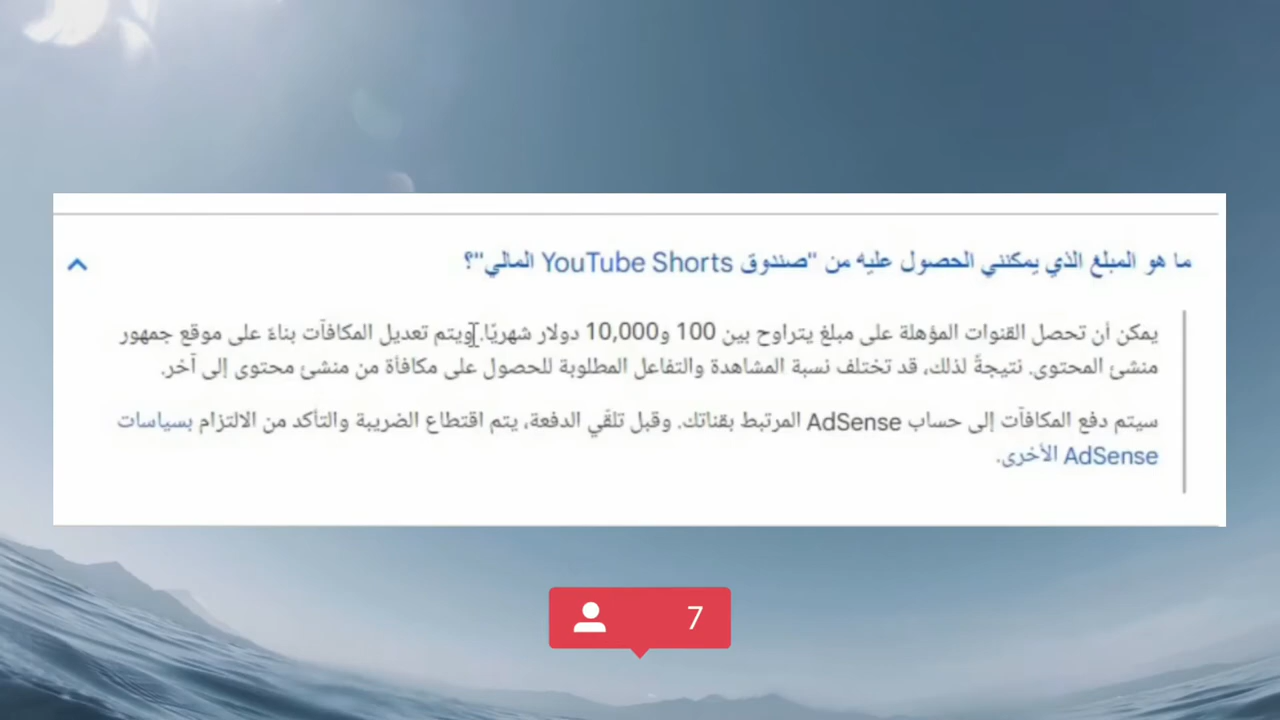 ما هو المبلغ الذي يمكنني الحصول عليه من "صندوق YouTube Shorts المالي"؟
يمكن أن تحصل القنوات المؤهلة على مبلغ يتراوح بين 100 و10,000 دولار شهريًا. ويتم تعديل المكافآت بناءً على موقع جمهور
منشئ المحتوى. نتيجةً لذلك، قد تختلف نسبة المشاهدة والتفاعل المطلوبة للحصول على مكافأة من منشئ محتوى إلى آخر.
سيتم دفع المكافآت إلى حساب AdSense المرتبط بقناتك. وقبل تلقّي الدفعة، يتم اقتطاع الضريبة والتأكد من الالتزام بسياسات
AdSense الأخرى.
7